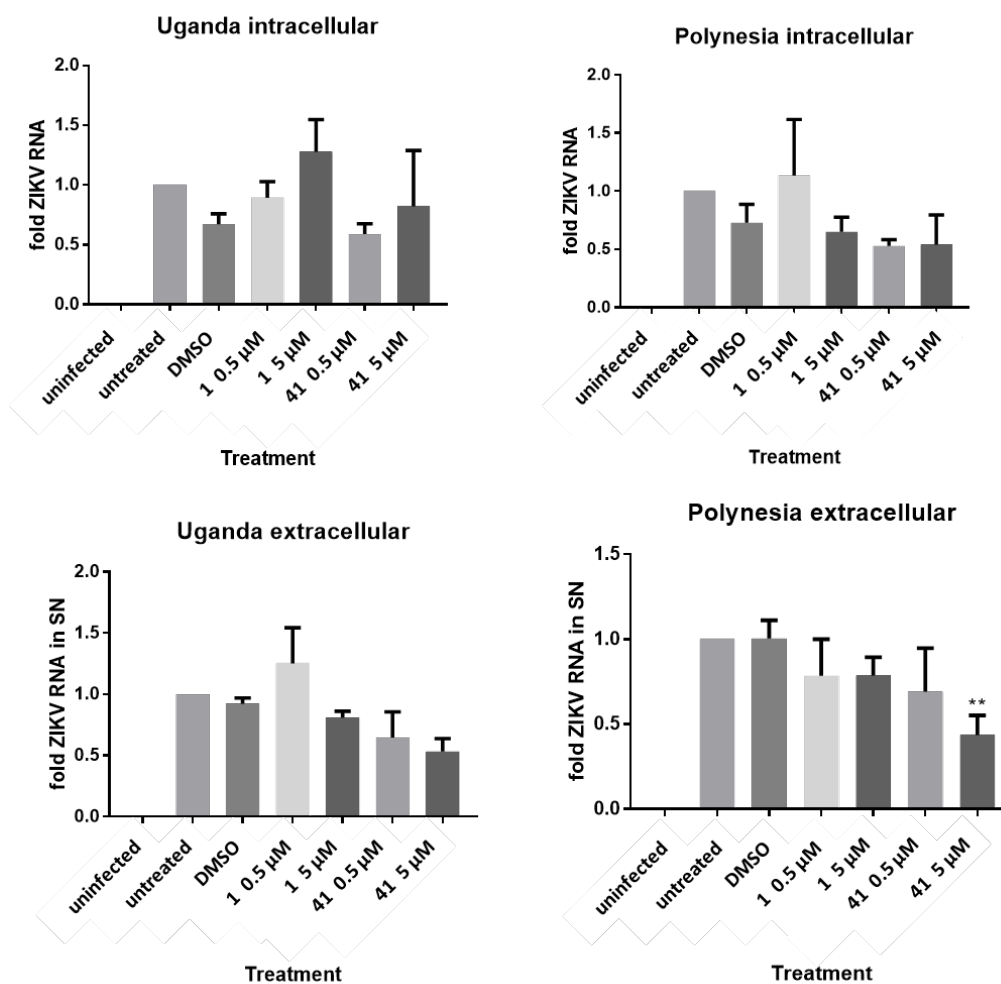 Uganda intracellular
fold ZIKV RNA
2.0
1.5
1.0
0.5
0.0
uninfected
untreated
DMSO
1 0.5 µM
1 5 µM
41 0.5 µM
41 5 µM
Treatment
Polynesia intracellular
fold ZIKV RNA
2.0
1.5
1.0
0.5
0.0
uninfected
untreated
DMSO
1 0.5 µM
1 5 µM
41 0.5 µM
41 5 µM
Treatment
Uganda extracellular
fold ZIKV RNA in SN
2.0
1.5
1.0
0.5
0.0
uninfected
untreated
DMSO
1 0.5 µM
1 5 µM
41 0.5 µM
41 5 µM
Treatment
Polynesia extracellular
fold ZIKV RNA in SN
1.5
1.0
0.5
0.0
**
uninfected
untreated
DMSO
1 0.5 µM
1 5 µM
41 0.5 µM
41 5 µM
Treatment